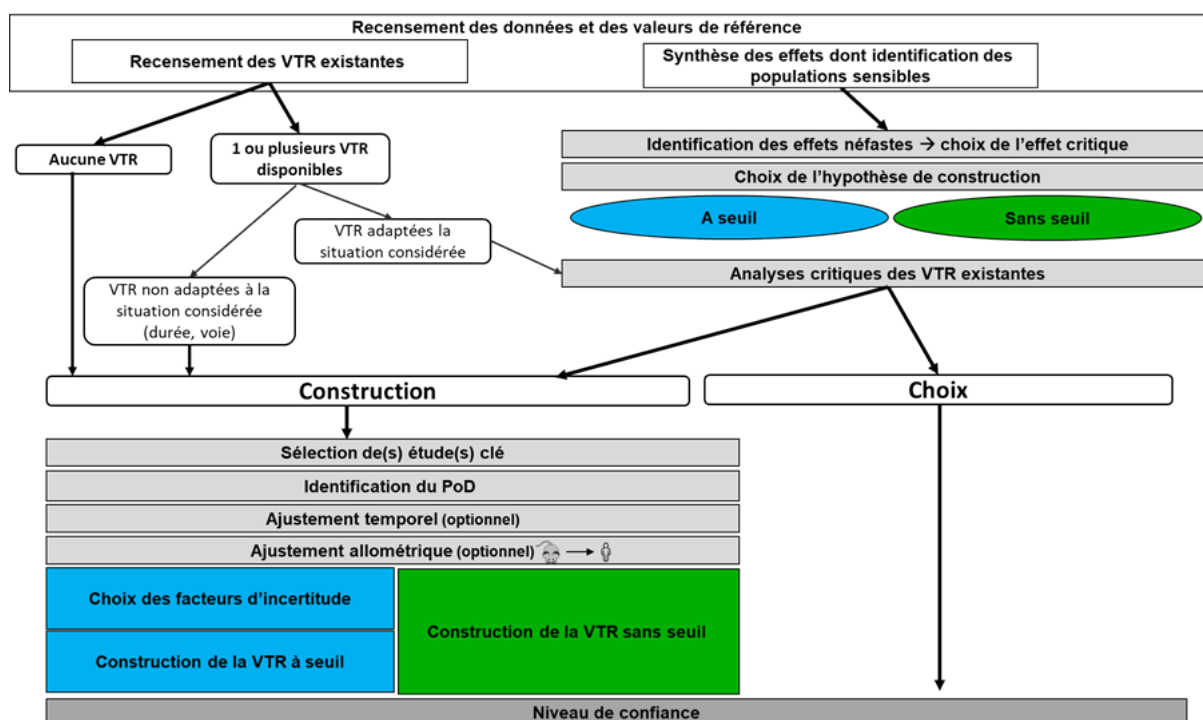 Recensement des données et des valeurs de référence
Recensement des VTR existantes
Synthèse des effets dont identification des
populations sensibles
Aucune VTR
1 ou plusieurs VTR
disponibles
Identification des effets néfastes → choix de l'effet critique
Choix de l'hypothèse de construction
A seuil
Sans seuil
VTR adaptées la
situation considérée
Analyses critiques des VTR existantes
VTR non adaptées à la
situation considérée
(durée, voie)
Construction
Choix
Sélection de(s) étude(s) clé
Identification du PoD
Ajustement temporel (optionnel)
Ajustement allométrique (optionnel)
Choix des facteurs d'incertitude
Construction de la VTR à seuil
Construction de la VTR sans seuil
Niveau de confiance